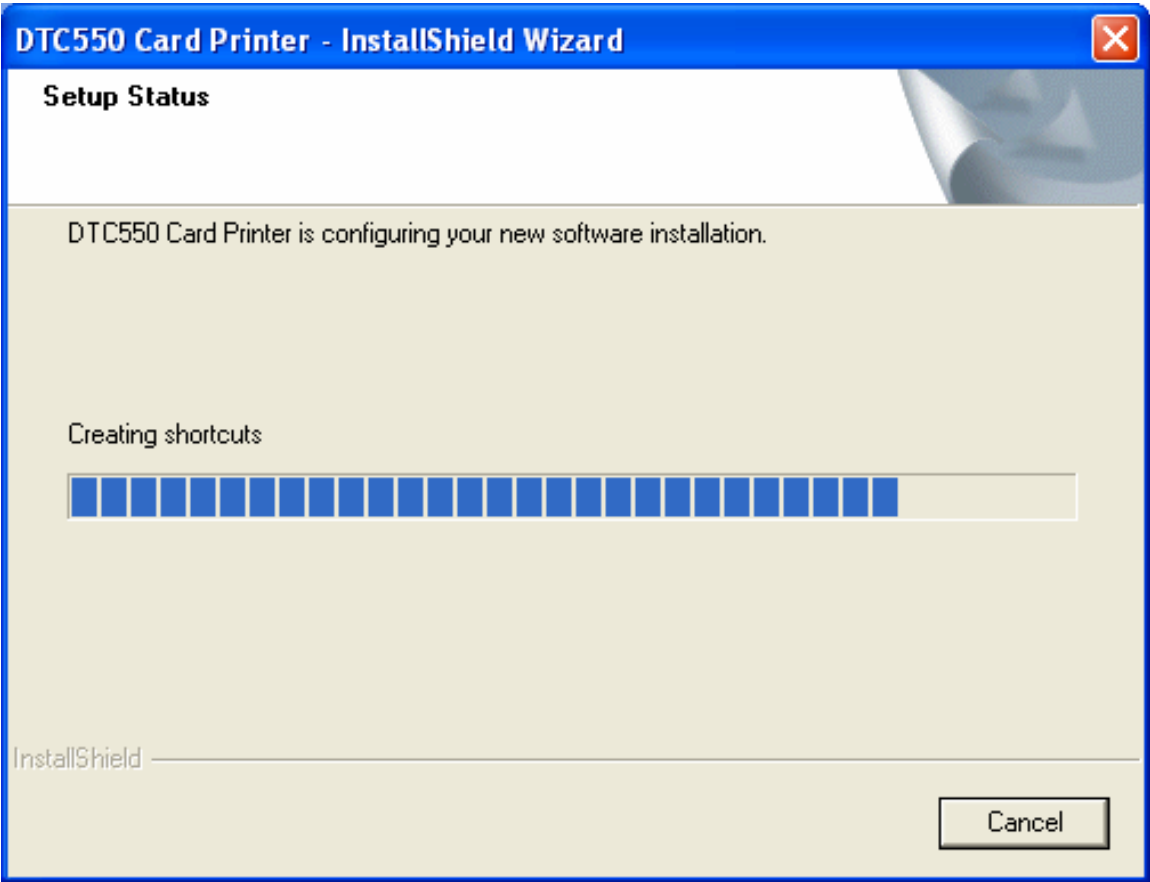 DTC550 Card Printer - InstallShield Wizard
Setup Status
DTC550 Card Printer is configuring your new software installation.
Creating shortcuts
InstallShield
Cancel